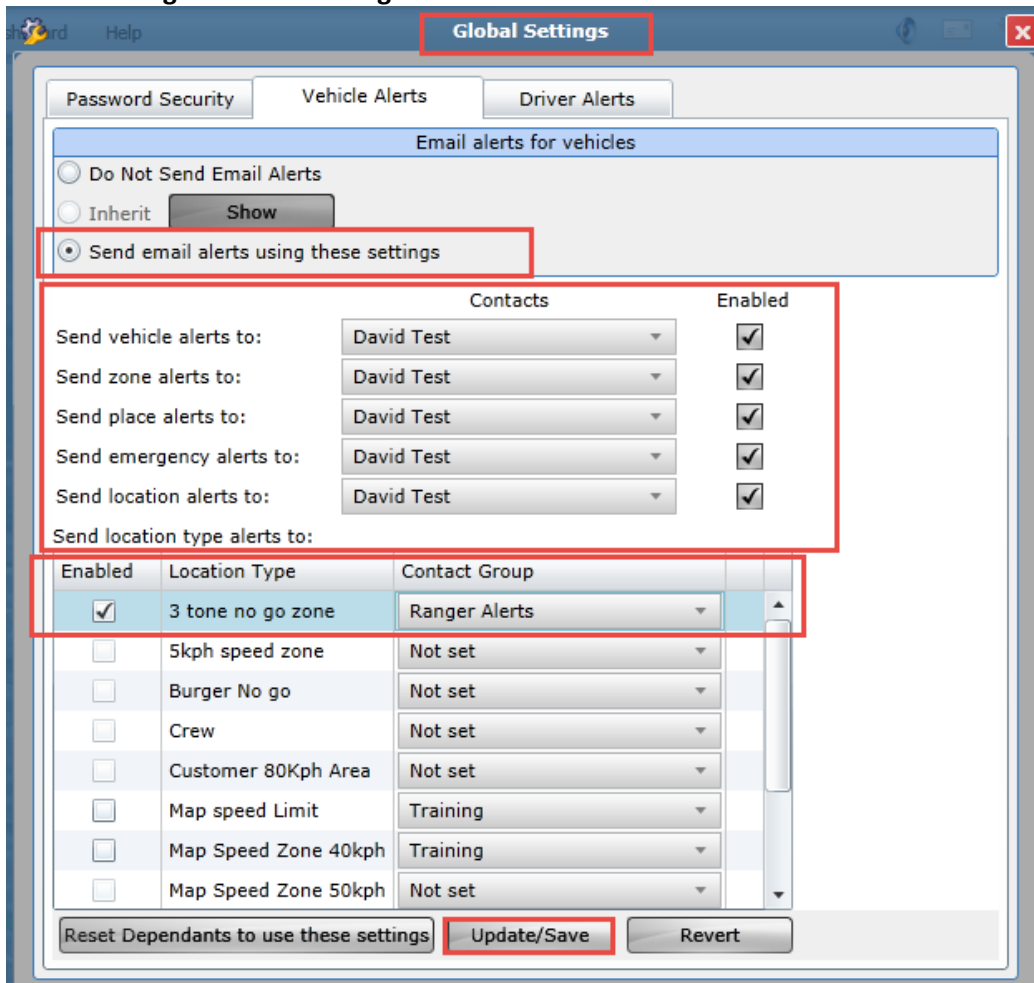 rd Help Global Settings
Password Security Vehicle Alerts Driver Alerts
Email alerts for vehicles
Do Not Send Email Alerts
Inherit Show
Send email alerts using these settings
Contacts Enabled
Send vehicle alerts to: David Test
Send zone alerts to: David Test
Send place alerts to: David Test
Send emergency alerts to: David Test
Send location alerts to: David Test
Send location type alerts to:
Enabled Location Type Contact Group
3 tone no go zone Ranger Alerts
5kph speed zone Not set
Burger No go Not set
Crew Not set
Customer 80Kph Area Not set
Map speed Limit Training
Map Speed Zone 40kph Training
Map Speed Zone 50kph Not set
Reset Dependants to use these settings Update/Save Revert